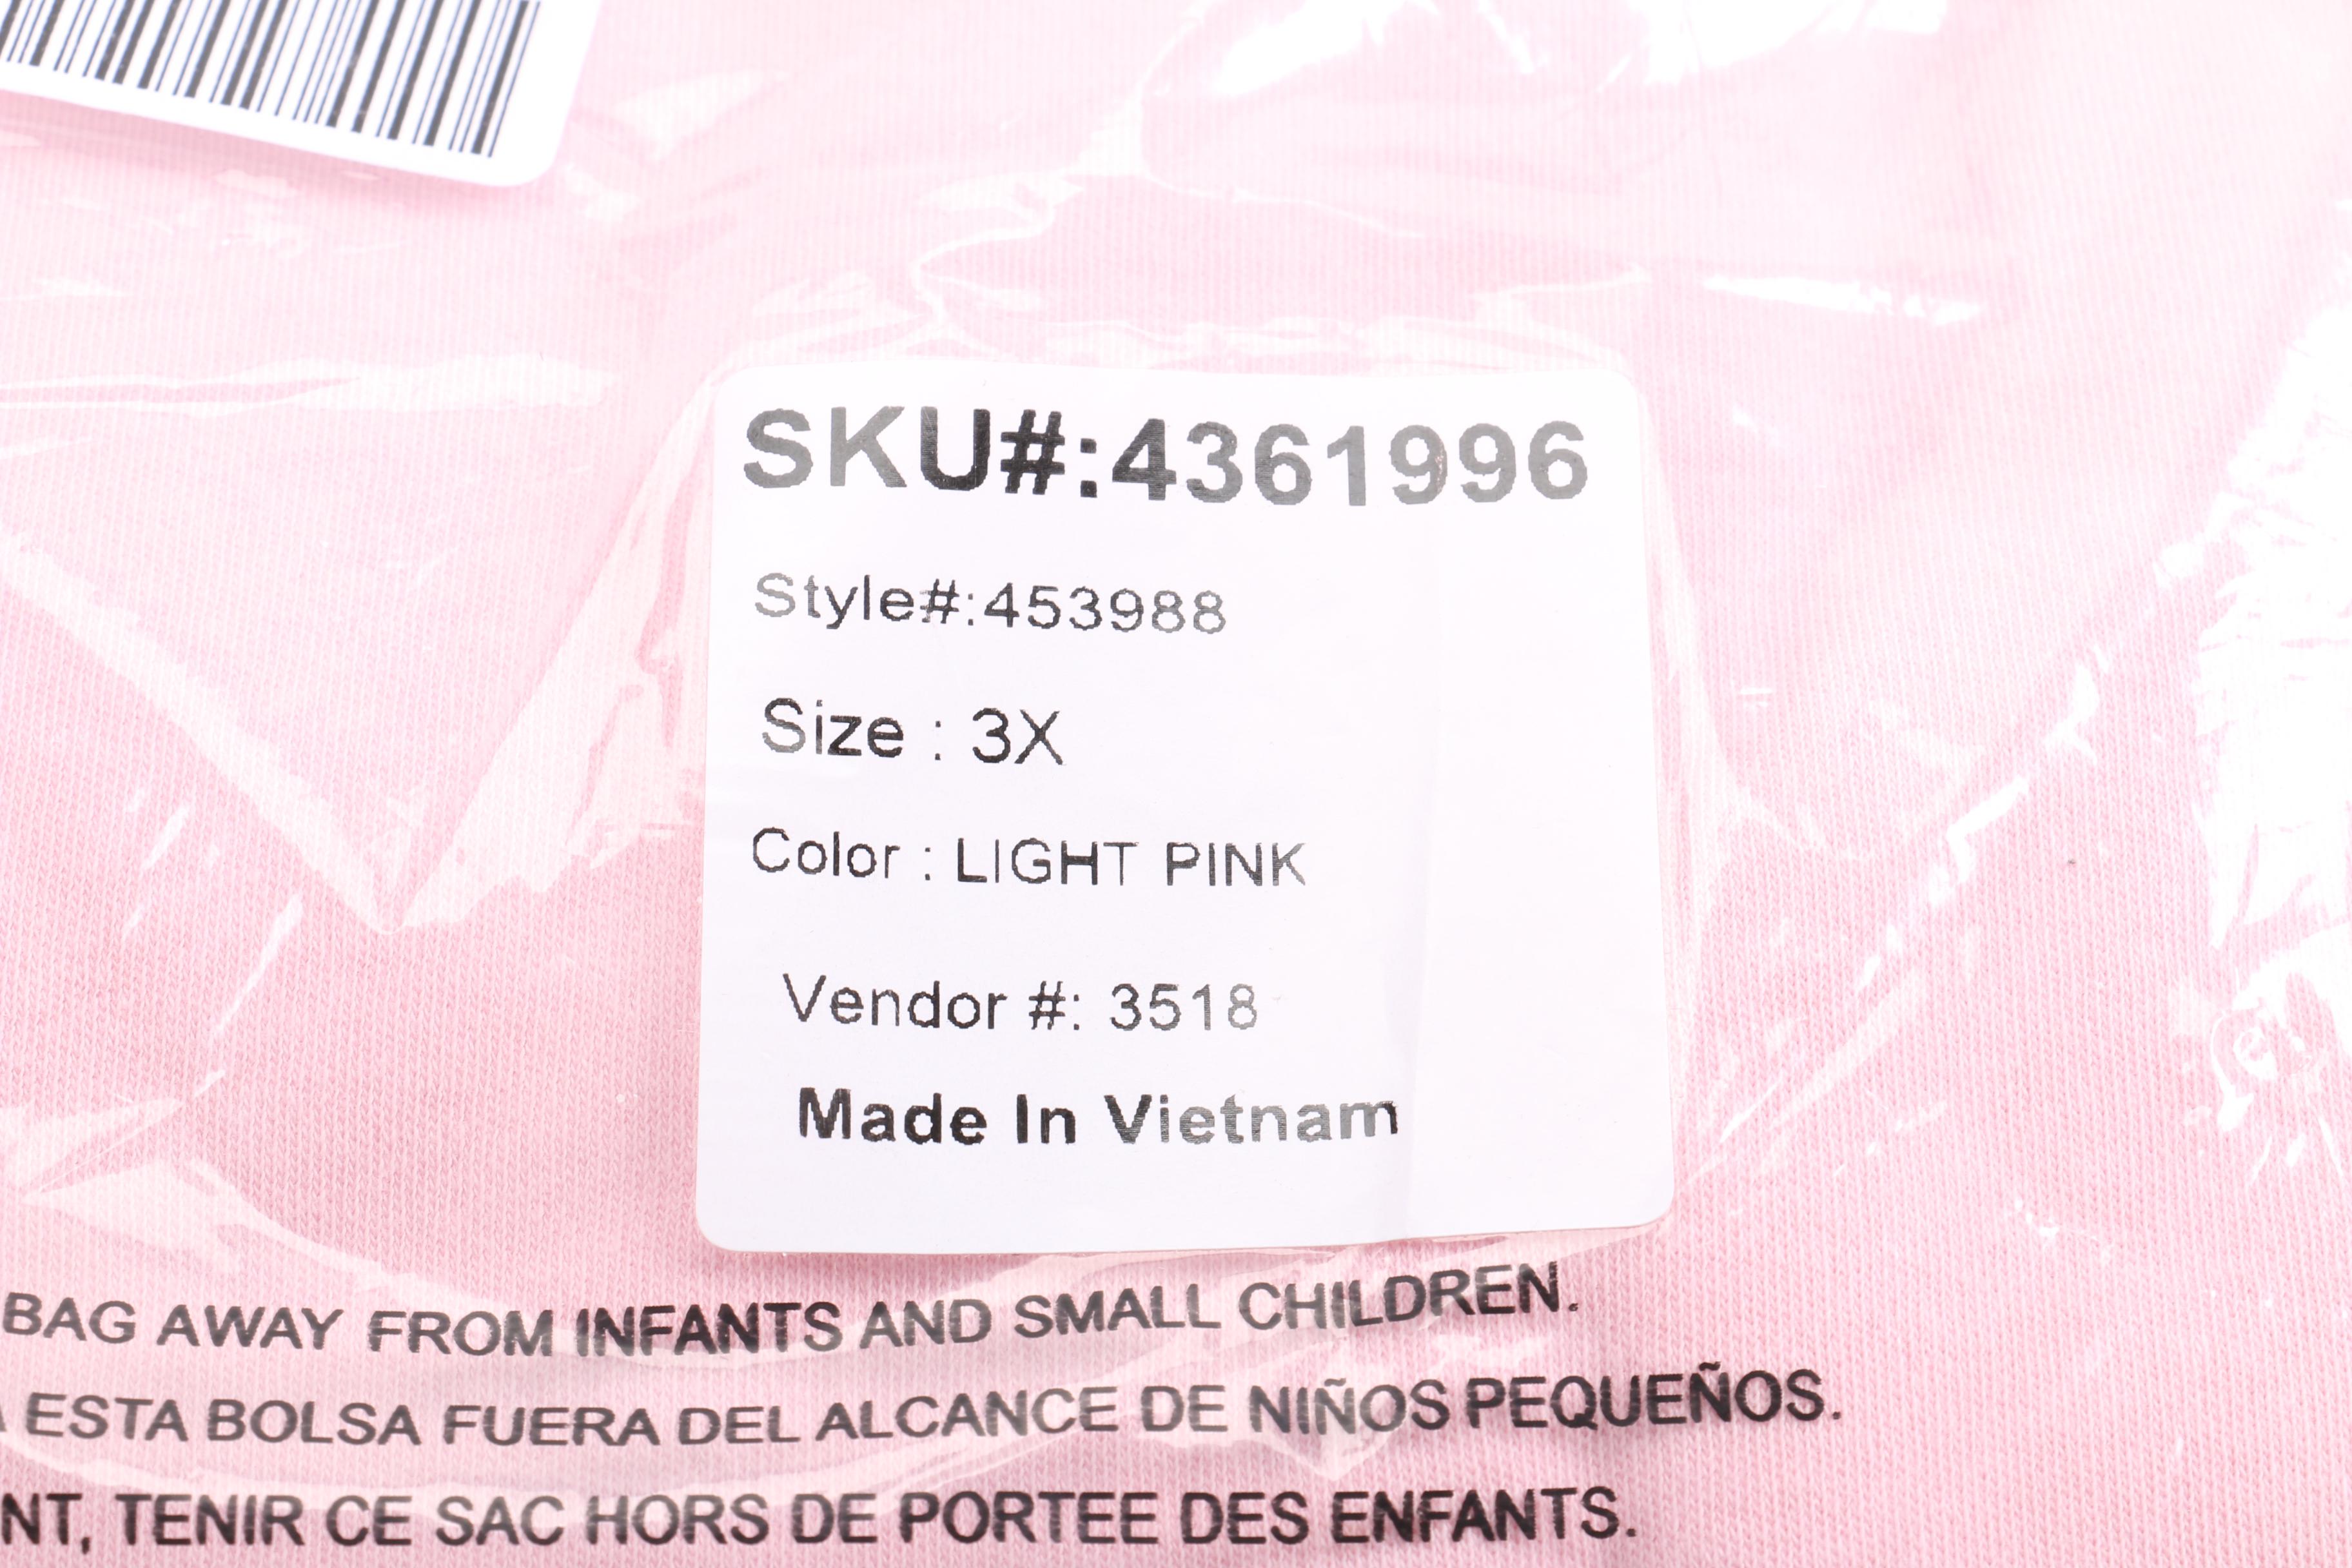 SKU#:4361996
Style#:453988
Size : 3X
Color : LIGHT PINK
Vendor #: 3518
Made In Vietnam
BAG AWAY FROM INFANTS AND SMALL CHILDREN.
ESTA BOLSA FUERA DEL ALCANCE DE NIÑOS PEQUEÑOS.
NT, TENIR CE SAC HORS DE PORTEE DES ENFANTS.